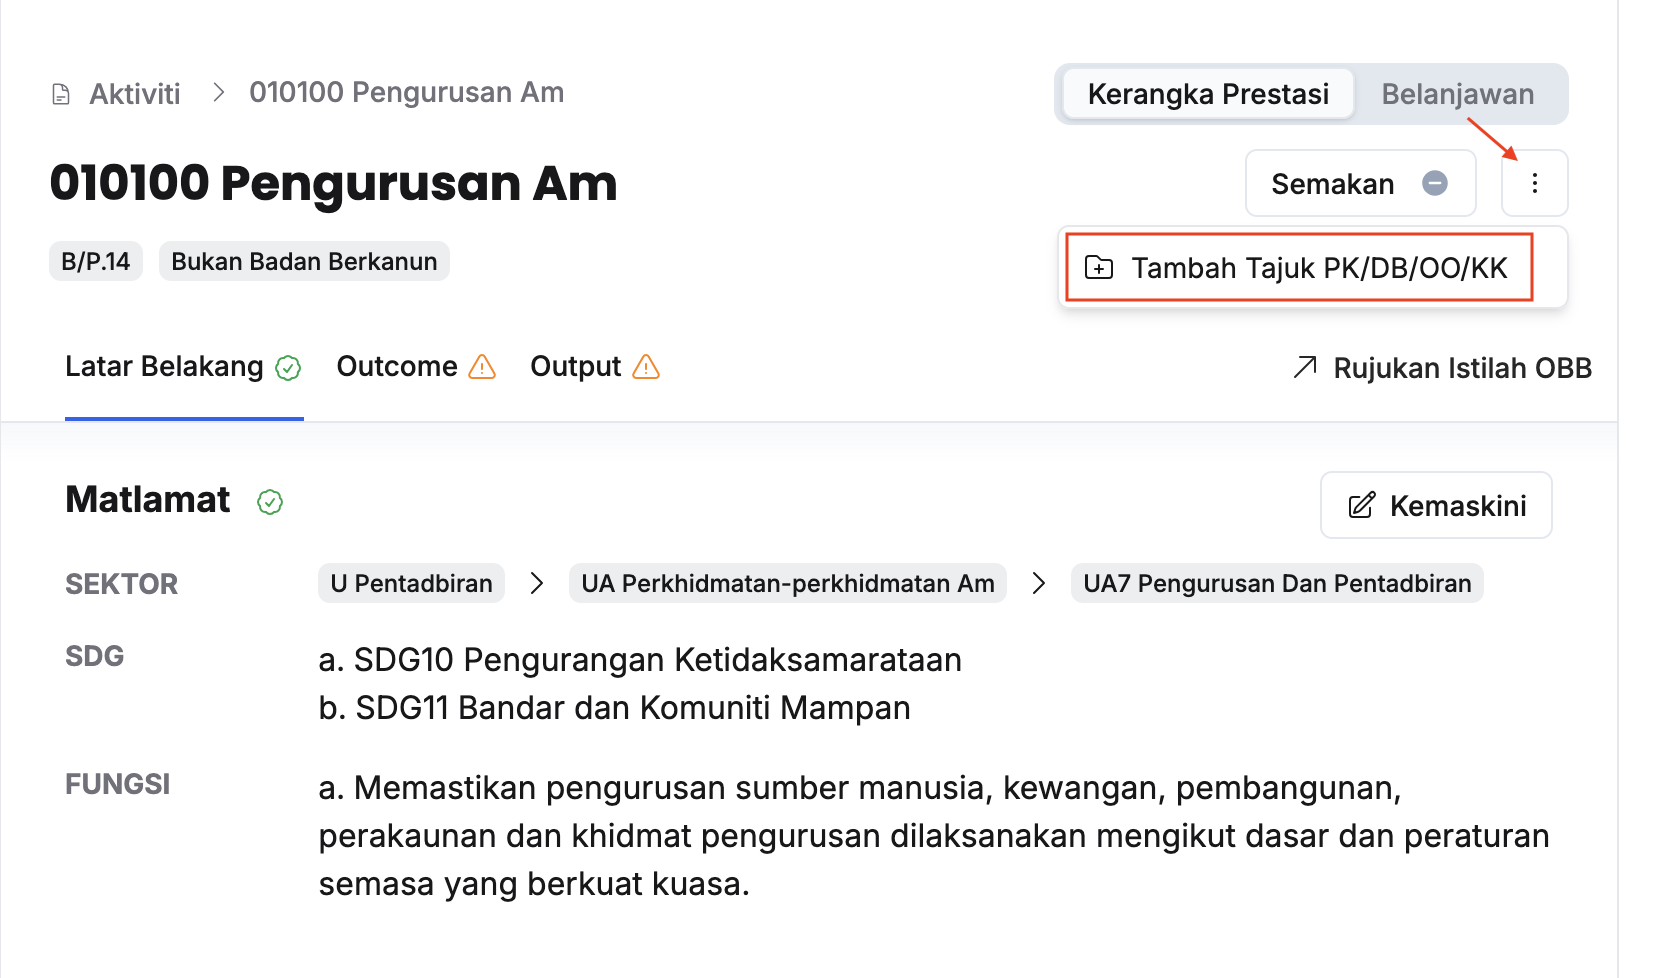 Aktiviti > 010100 Pengurusan Am
Kerangka Prestasi Belanjawan
010100 Pengurusan Am
Semakan
B/P.14 Bukan Badan Berkanun
Tambah Tajuk PK/DB/OO/KK
Latar Belakang Outcome Output
Rujukan Istilah OBB
Matlamat
Kemaskini
SEKTOR U Pentadbiran > UA Perkhidmatan-perkhidmatan Am > UA7 Pengurusan Dan Pentadbiran
SDG a. SDG10 Pengurangan Ketidaksamarataan
b. SDG11 Bandar dan Komuniti Mampan
FUNGSI a. Memastikan pengurusan sumber manusia, kewangan, pembangunan,
perakaunan dan khidmat pengurusan dilaksanakan mengikut dasar dan peraturan
semasa yang berkuat kuasa.